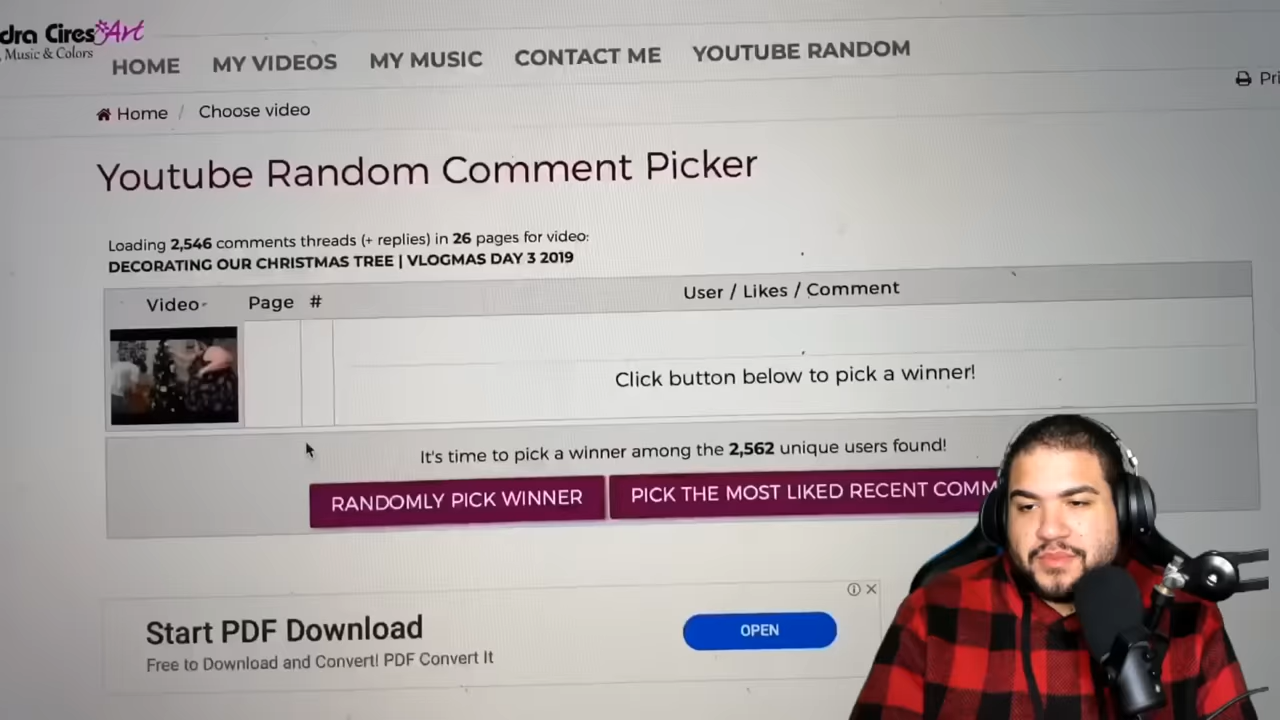 dra Cires Art
Music & Colors
HOME MY VIDEOS MY MUSIC CONTACT ME YOUTUBE RANDOM
Home / Choose video
Youtube Random Comment Picker
Loading 2,546 comments threads (+ replies) in 26 pages for video:
DECORATING OUR CHRISTMAS TREE | VLOGMAS DAY 3 2019
Video Page # User / Likes / Comment
Click button below to pick a winner!
It's time to pick a winner among the 2,562 unique users found!
RANDOMLY PICK WINNER PICK THE MOST LIKED RECENT COMM
Start PDF Download
Free to Download and Convert! PDF Convert It
OPEN